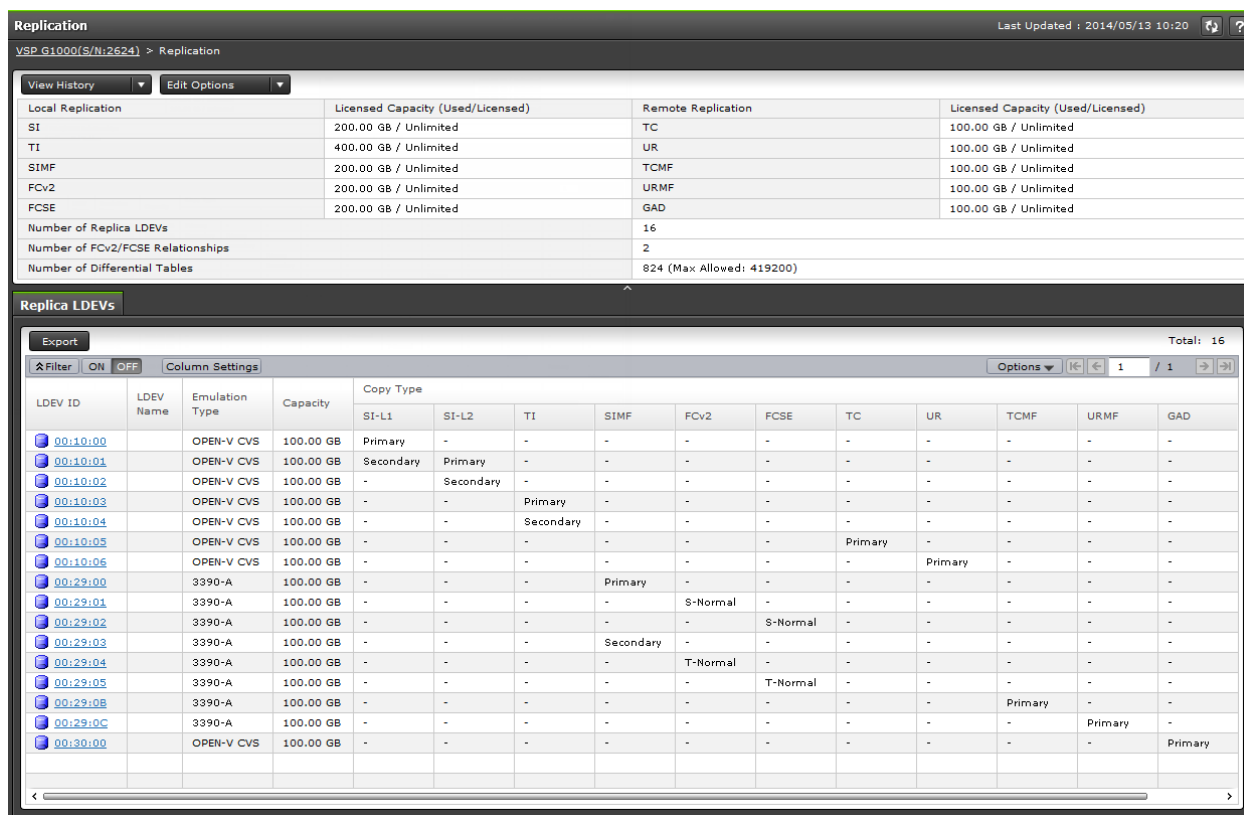 Replication Last Updated : 2014/05/13 10:20 ?
VSP G1000(S/N:2624) > Replication
View History Edit Options
Local Replication Licensed Capacity (Used/Licensed) Remote Replication Licensed Capacity (Used/Licensed)
SI 200.00 GB / Unlimited TC 100.00 GB / Unlimited
TI 400.00 GB / Unlimited UR 100.00 GB / Unlimited
SIMF 200.00 GB / Unlimited TCMF 100.00 GB / Unlimited
FCv2 200.00 GB / Unlimited URMF 100.00 GB / Unlimited
FCSE 200.00 GB / Unlimited GAD 100.00 GB / Unlimited
Number of Replica LDEVs 16
Number of FCv2/FCSE Relationships 2
Number of Differential Tables 824 (Max Allowed: 419200)
Replica LDEVs
Export Total: 16
Filter ON OFF Column Settings Options 1 / 1
LDEV ID LDEV Name Emulation Type Capacity Copy Type
SI-L1 SI-L2 TI SIMF FCv2 FCSE TC UR TCMF URMF GAD
00:10:00 OPEN-V CVS 100.00 GB Primary - - - - - - - - - -
00:10:01 OPEN-V CVS 100.00 GB Secondary Primary - - - - - - - - -
00:10:02 OPEN-V CVS 100.00 GB - Secondary - - - - - - - - -
00:10:03 OPEN-V CVS 100.00 GB - - Primary - - - - - - - -
00:10:04 OPEN-V CVS 100.00 GB - - Secondary - - - - - - - -
00:10:05 OPEN-V CVS 100.00 GB - - - - - - Primary - - - -
00:10:06 OPEN-V CVS 100.00 GB - - - - - - - Primary - - -
00:29:00 3390-A 100.00 GB - - - Primary - - - - - - -
00:29:01 3390-A 100.00 GB - - - - S-Normal - - - - - -
00:29:02 3390-A 100.00 GB - - - - - S-Normal - - - - -
00:29:03 3390-A 100.00 GB - - - Secondary - - - - - - -
00:29:04 3390-A 100.00 GB - - - - T-Normal - - - - - -
00:29:05 3390-A 100.00 GB - - - - - T-Normal - - - - -
00:29:0B 3390-A 100.00 GB - - - - - - - - Primary - -
00:29:0C 3390-A 100.00 GB - - - - - - - - - Primary -
00:30:00 OPEN-V CVS 100.00 GB - - - - - - - - - - Primary